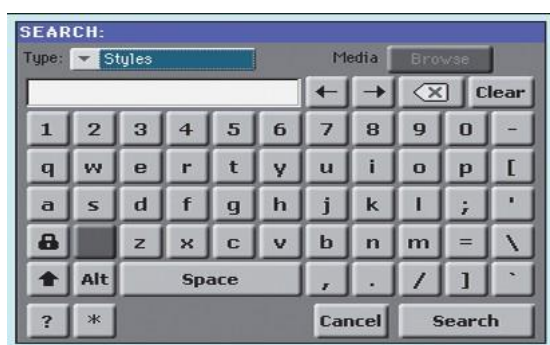 SEARCH:
Type: Styles Media Browse
← → Clear
1 2 3 4 5 6 7 8 9 0 -
q w e r t y u i o p [
a s d f g h j k l ; '
z x c v b n m = \
Alt Space , . / ] `
? * Cancel Search